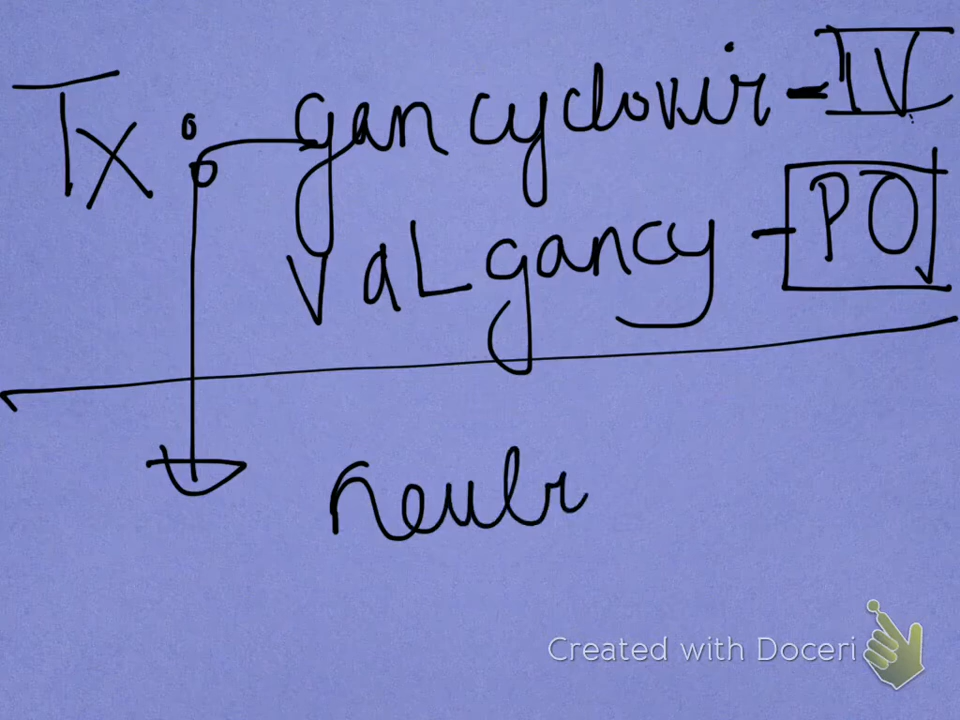 Tx: gancyclovir - IV
Valgancy - PO
neutr
Created with Doceri